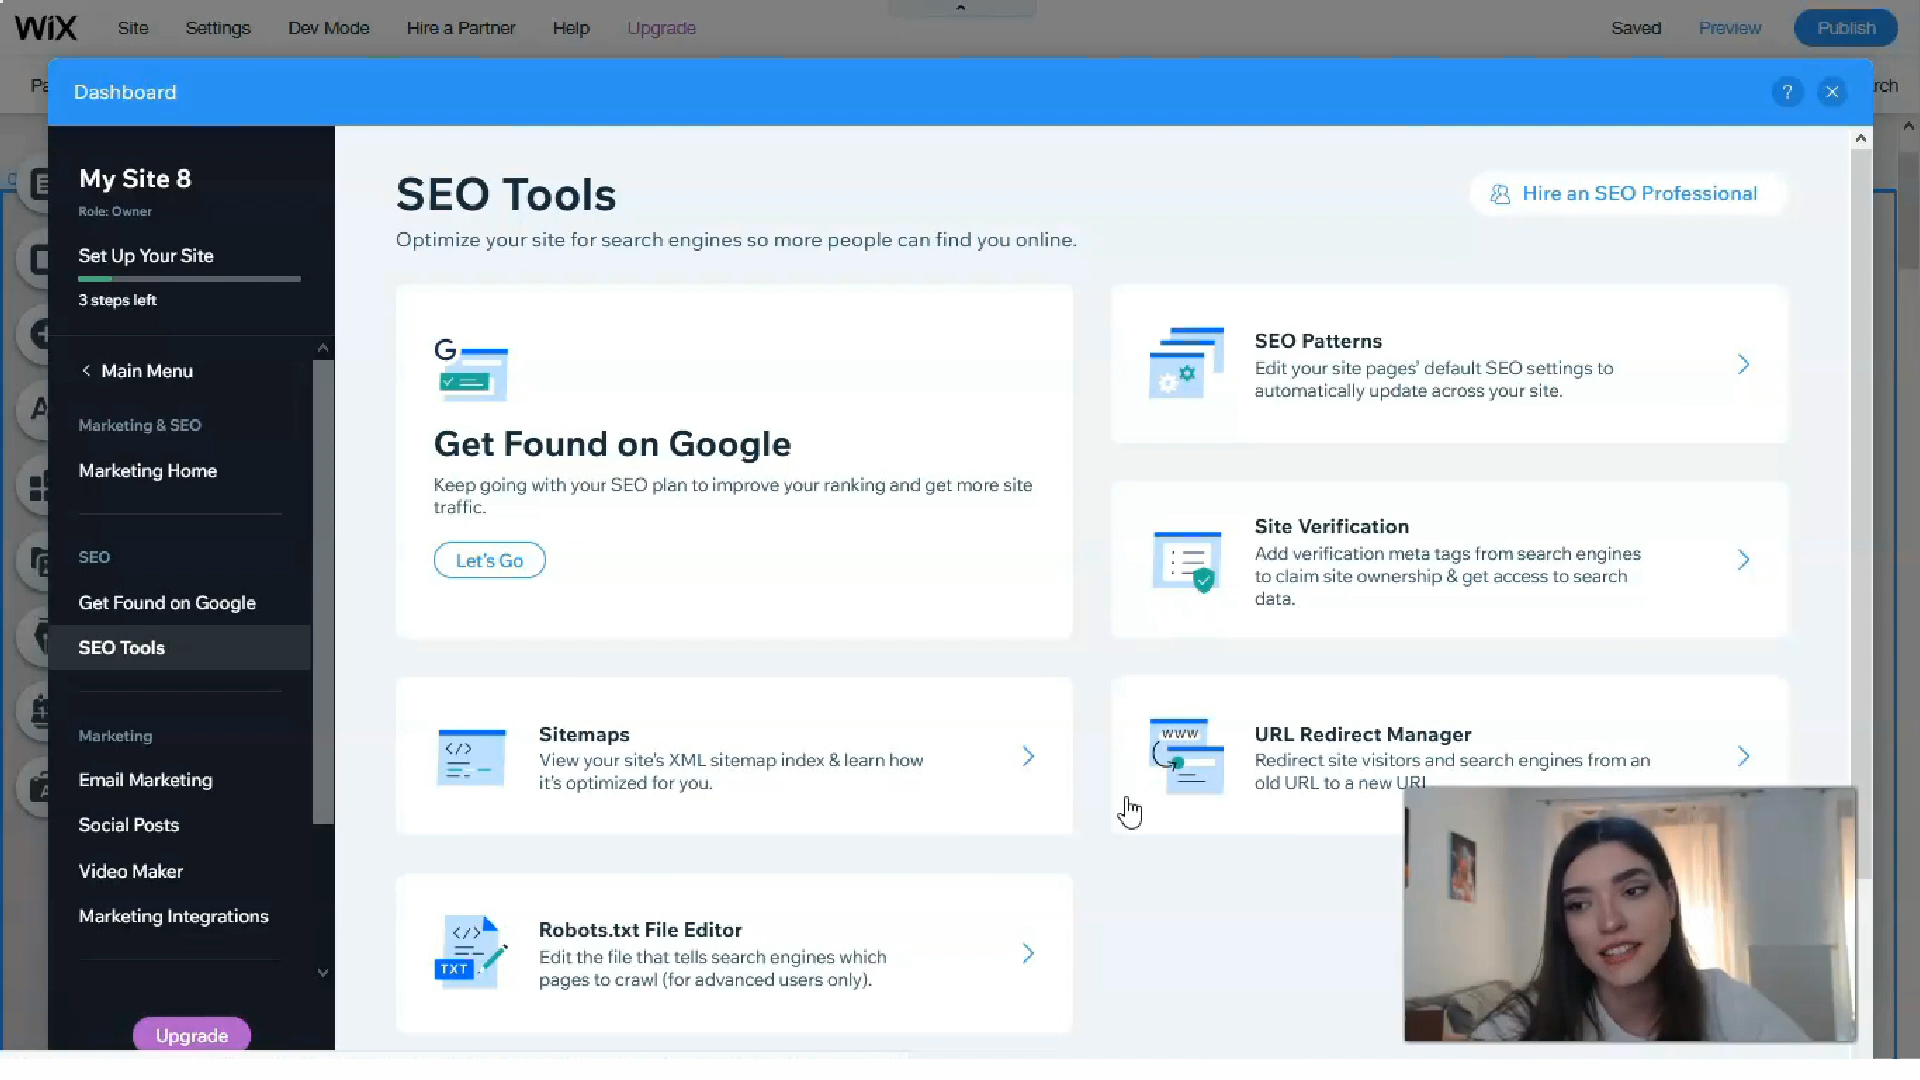 WiX
Site
Settings
Dev Mode
Hire a Partner
Help
Upgrade
Saved
Preview
Publish
Dashboard
?
My Site 8
Role: Owner
Set Up Your Site
3 steps left
Main Menu
Marketing & SEO
Marketing Home
SEO
Get Found on Google
SEO Tools
Marketing
Email Marketing
Social Posts
Video Maker
Marketing Integrations
Upgrade
SEO Tools
Optimize your site for search engines so more people can find you online.
Hire an SEO Professional
G
Get Found on Google
Keep going with your SEO plan to improve your ranking and get more site
traffic.
Let's Go
SEO Patterns
Edit your site pages' default SEO settings to
automatically update across your site.
Site Verification
Add verification meta tags from search engines
to claim site ownership & get access to search
data.
</>
Sitemaps
View your site's XML sitemap index & learn how
it's optimized for you.
www
URL Redirect Manager
Redirect site visitors and search engines from an
old URL to a new URL
</>
TXT
Robots.txt File Editor
Edit the file that tells search engines which
pages to crawl (for advanced users only).